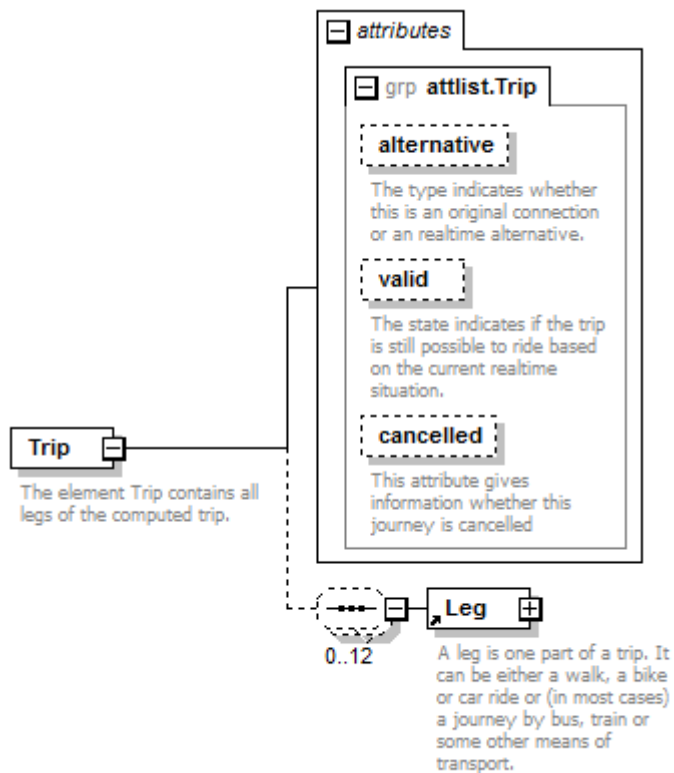 attributes
grp attlist.Trip
alternative
The type indicates whether
this is an original connection
or an realtime alternative.
valid
The state indicates if the trip
is still possible to ride based
on the current realtime
situation.
cancelled
This attribute gives
information whether this
journey is cancelled
Trip
The element Trip contains all
legs of the computed trip.
Leg
0..12
A leg is one part of a trip. It
can be either a walk, a bike
or car ride or (in most cases)
a journey by bus, train or
some other means of
transport.